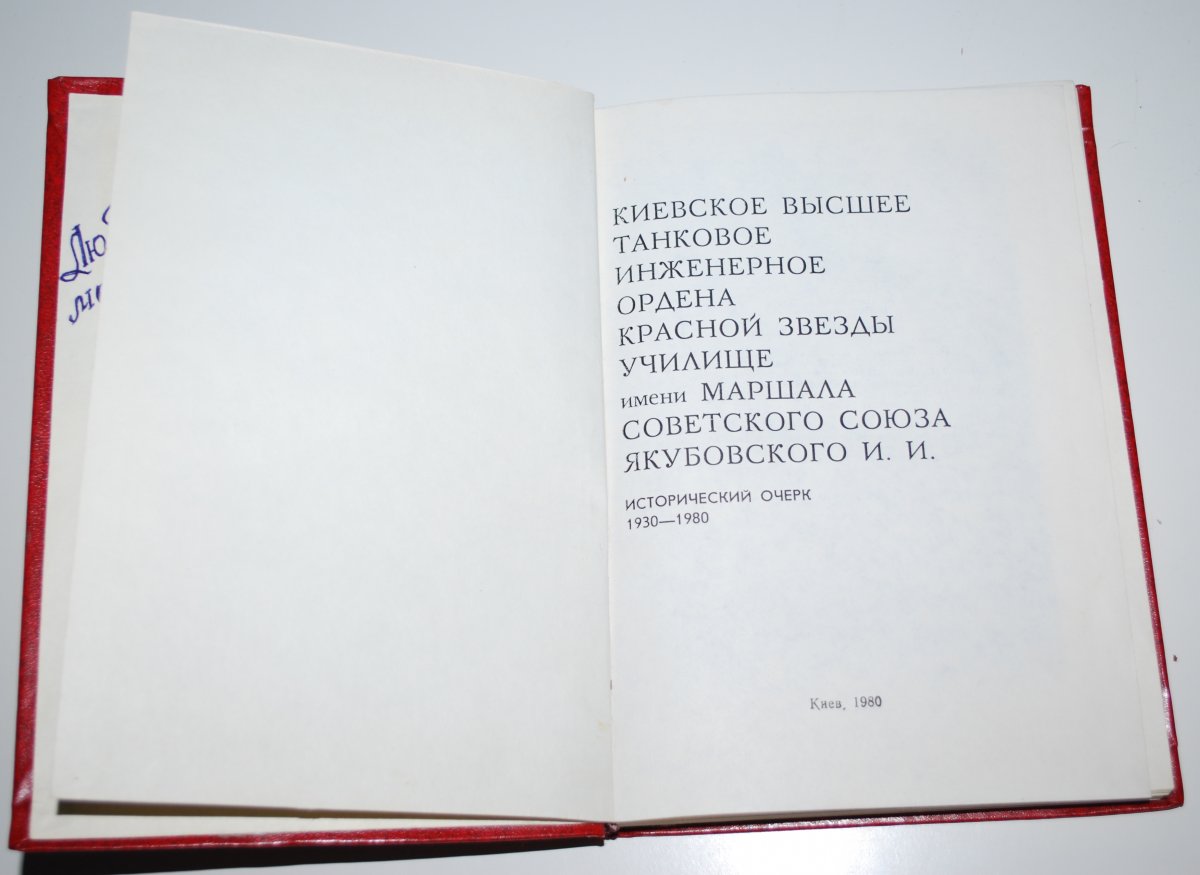 КИЕВСКОЕ ВЫСШЕЕ
ТАНКОВОЕ
ИНЖЕНЕРНОЕ
ОРДЕНА
КРАСНОЙ ЗВЕЗДЫ
УЧИЛИЩЕ
имени МАРШАЛА
СОВЕТСКОГО СОЮЗА
ЯКУБОВСКОГО И. И.
ИСТОРИЧЕСКИЙ ОЧЕРК
1930—1980
Киев, 1980